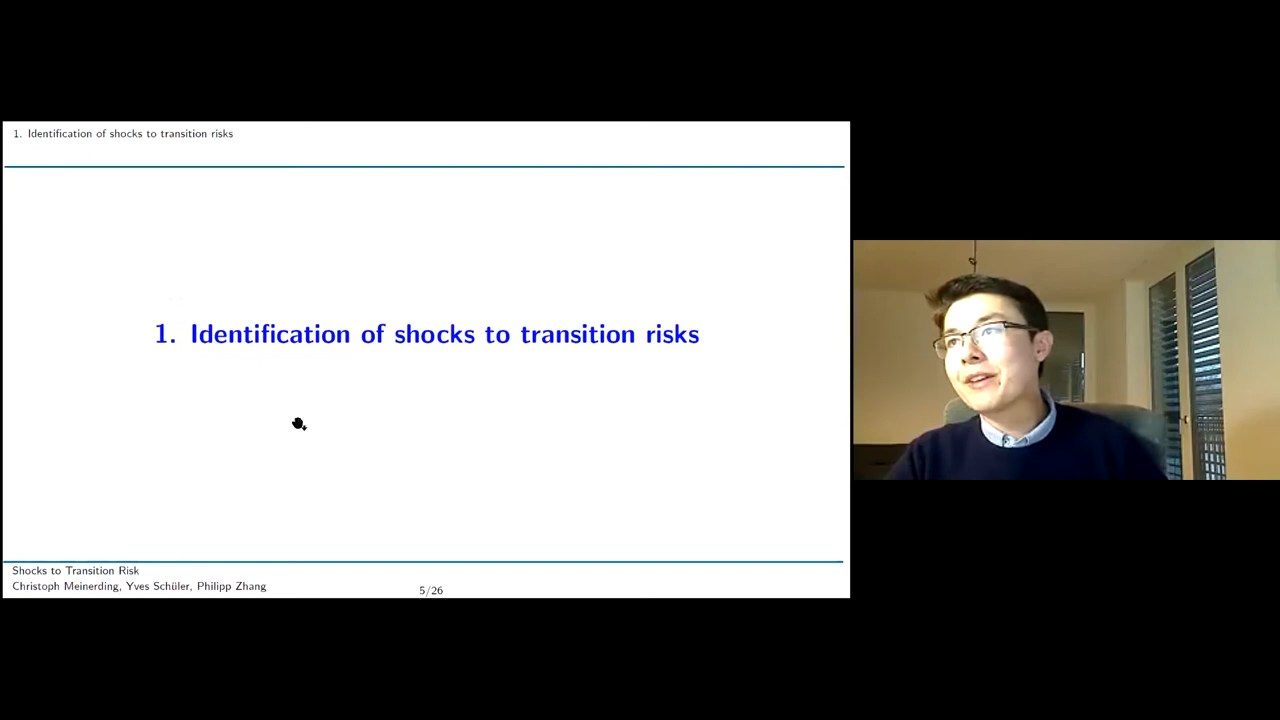 1. Identification of shocks to transition risks
1. Identification of shocks to transition risks
Shocks to Transition Risk
Christoph Meinerding, Yves Schüler, Philipp Zhang
5/26